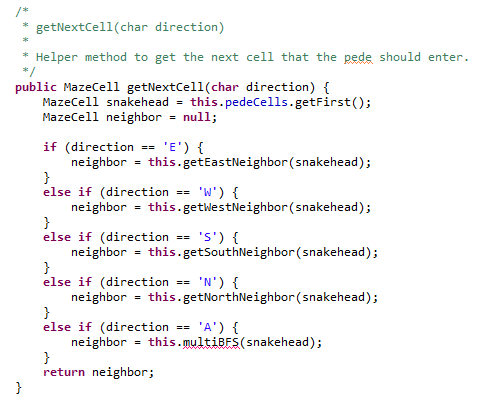 /*
 * getNextCell(char direction)
 *
 * Helper method to get the next cell that the pede should enter.
 */
public MazeCell getNextCell(char direction) {
    MazeCell snakehead = this.pedeCells.getFirst();
    MazeCell neighbor = null;

    if (direction == 'E') {
        neighbor = this.getEastNeighbor(snakehead);
    }
    else if (direction == 'W') {
        neighbor = this.getWestNeighbor(snakehead);
    }
    else if (direction == 'S') {
        neighbor = this.getSouthNeighbor(snakehead);
    }
    else if (direction == 'N') {
        neighbor = this.getNorthNeighbor(snakehead);
    }
    else if (direction == 'A') {
        neighbor = this.multiBFS(snakehead);
    }
    return neighbor;
}